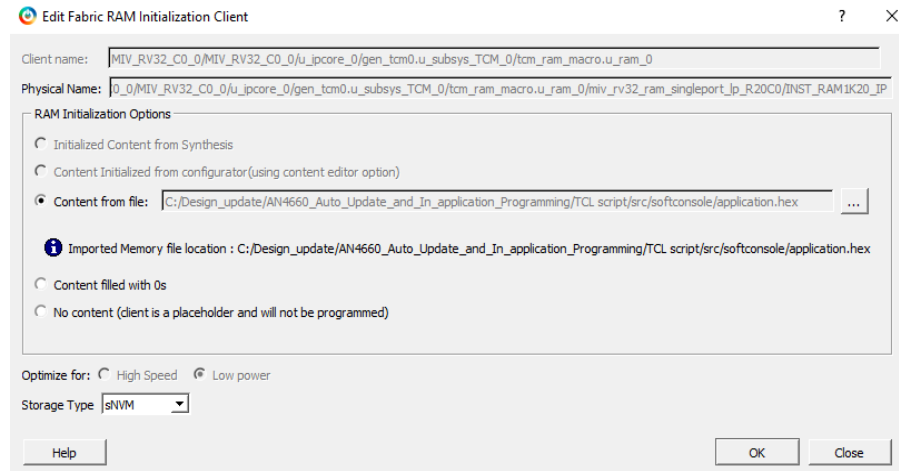 Edit Fabric RAM Initialization Client ? ×
Client name: MIV_RV32_C0_0/MIV_RV32_C0_0/u_ipcore_0/gen_tcm0.u_subsys_TCM_0/tcm_ram_macro.u_ram_0
Physical Name: 0_0/MIV_RV32_C0_0/u_ipcore_0/gen_tcm0.u_subsys_TCM_0/tcm_ram_macro.u_ram_0/miv_rv32_ram_singleport_lp_R20C0/INST_RAM1K20_IP
RAM Initialization Options
Initialized Content from Synthesis
Content Initialized from configurator(using content editor option)
Content from file: C:/Design_update/AN4660_Auto_Update_and_In_application_Programming/TCL script/src/softconsole/application.hex ...
Imported Memory file location : C:/Design_update/AN4660_Auto_Update_and_In_application_Programming/TCL script/src/softconsole/application.hex
Content filled with 0s
No content (client is a placeholder and will not be programmed)
Optimize for: High Speed Low power
Storage Type sNVM
Help OK Close